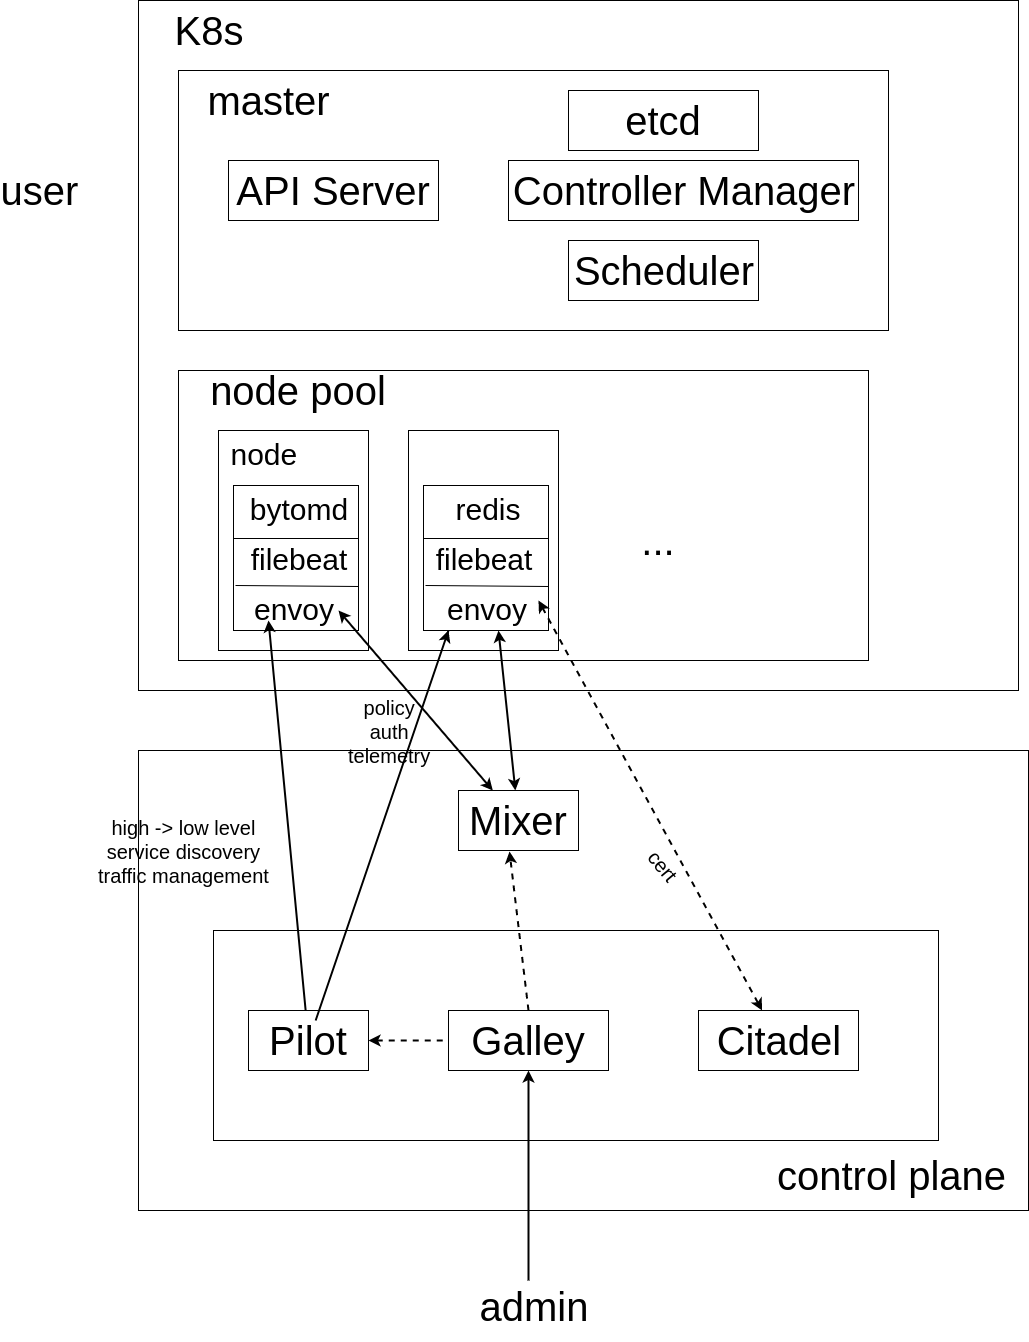 K8s
master
etcd
user
API Server
Controller Manager
Scheduler
node pool
node
bytomd
filebeat
envoy
redis
filebeat
envoy
...
policy
auth
telemetry
high -> low level
service discovery
traffic management
Mixer
cert
Pilot
Galley
Citadel
control plane
admin